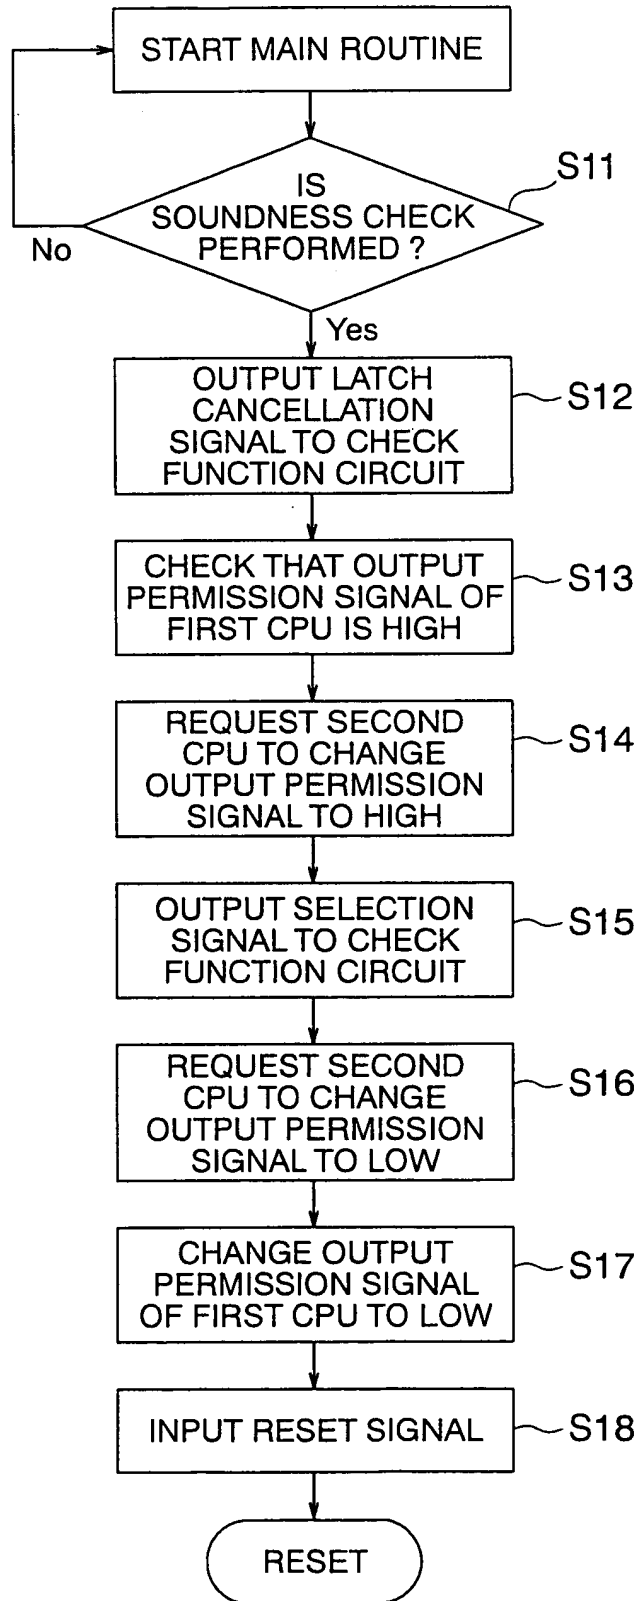 START MAIN ROUTINE
IS
SOUNDNESS CHECK
PERFORMED ?
S11
No
Yes
OUTPUT LATCH
CANCELLATION
SIGNAL TO CHECK
FUNCTION CIRCUIT
S12
CHECK THAT OUTPUT
PERMISSION SIGNAL OF
FIRST CPU IS HIGH
S13
REQUEST SECOND
CPU TO CHANGE
OUTPUT PERMISSION
SIGNAL TO HIGH
S14
OUTPUT SELECTION
SIGNAL TO CHECK
FUNCTION CIRCUIT
S15
REQUEST SECOND
CPU TO CHANGE
OUTPUT PERMISSION
SIGNAL TO LOW
S16
CHANGE OUTPUT
PERMISSION SIGNAL
OF FIRST CPU TO LOW
S17
INPUT RESET SIGNAL
S18
RESET